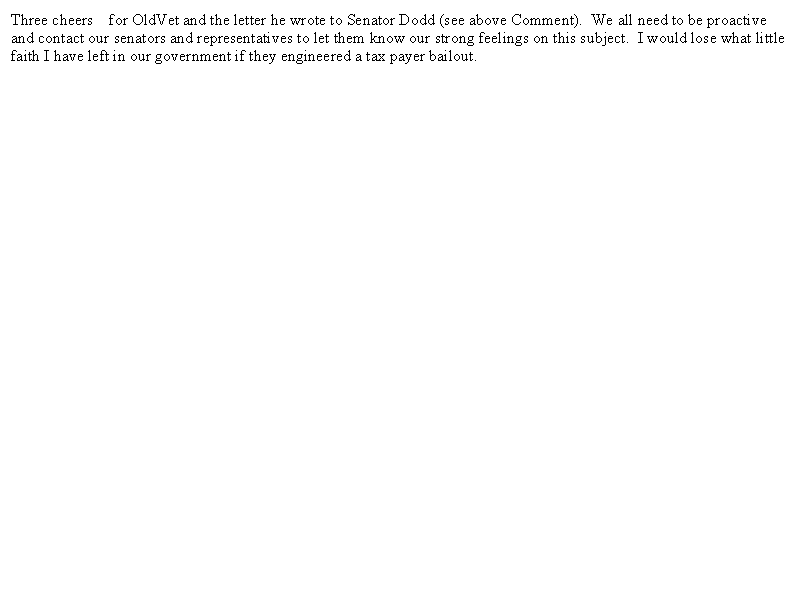 Three cheers    for OldVet and the letter he wrote to Senator Dodd (see above Comment).  We all need to be proactive
and contact our senators and representatives to let them know our strong feelings on this subject.  I would lose what little
faith I have left in our government if they engineered a tax payer bailout.